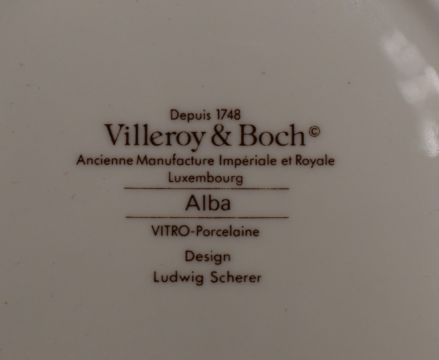 Depuis 1748
Villeroy & Boch©
Ancienne Manufacture Impériale et Royale
Luxembourg
Alba
VITRO-Porcelaine
Design
Ludwig Scherer